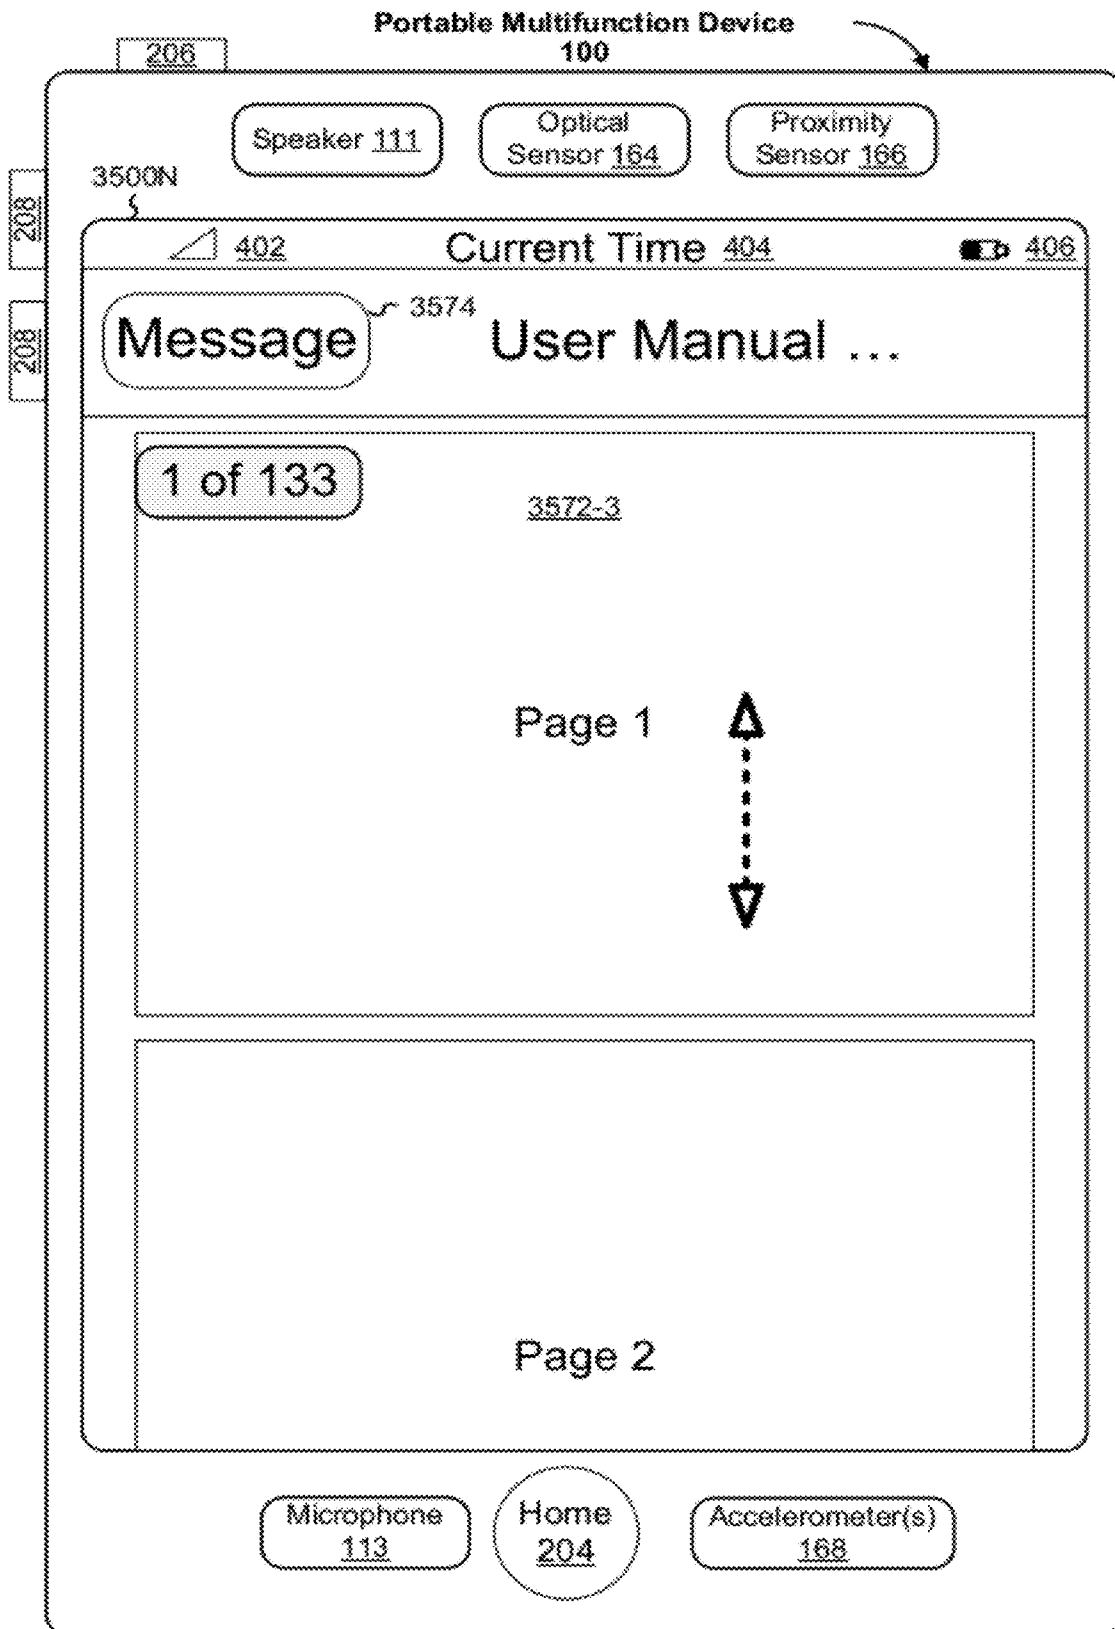 Portable Multifunction Device
100
206
Speaker 111
Optical
Sensor 164
Proximity
Sensor 166
3500N
208
402
Current Time 404
406
208
Message
3574
User Manual ...
1 of 133
3572-3
Page 1
Page 2
Microphone
113
Home
204
Accelerometer(s)
168